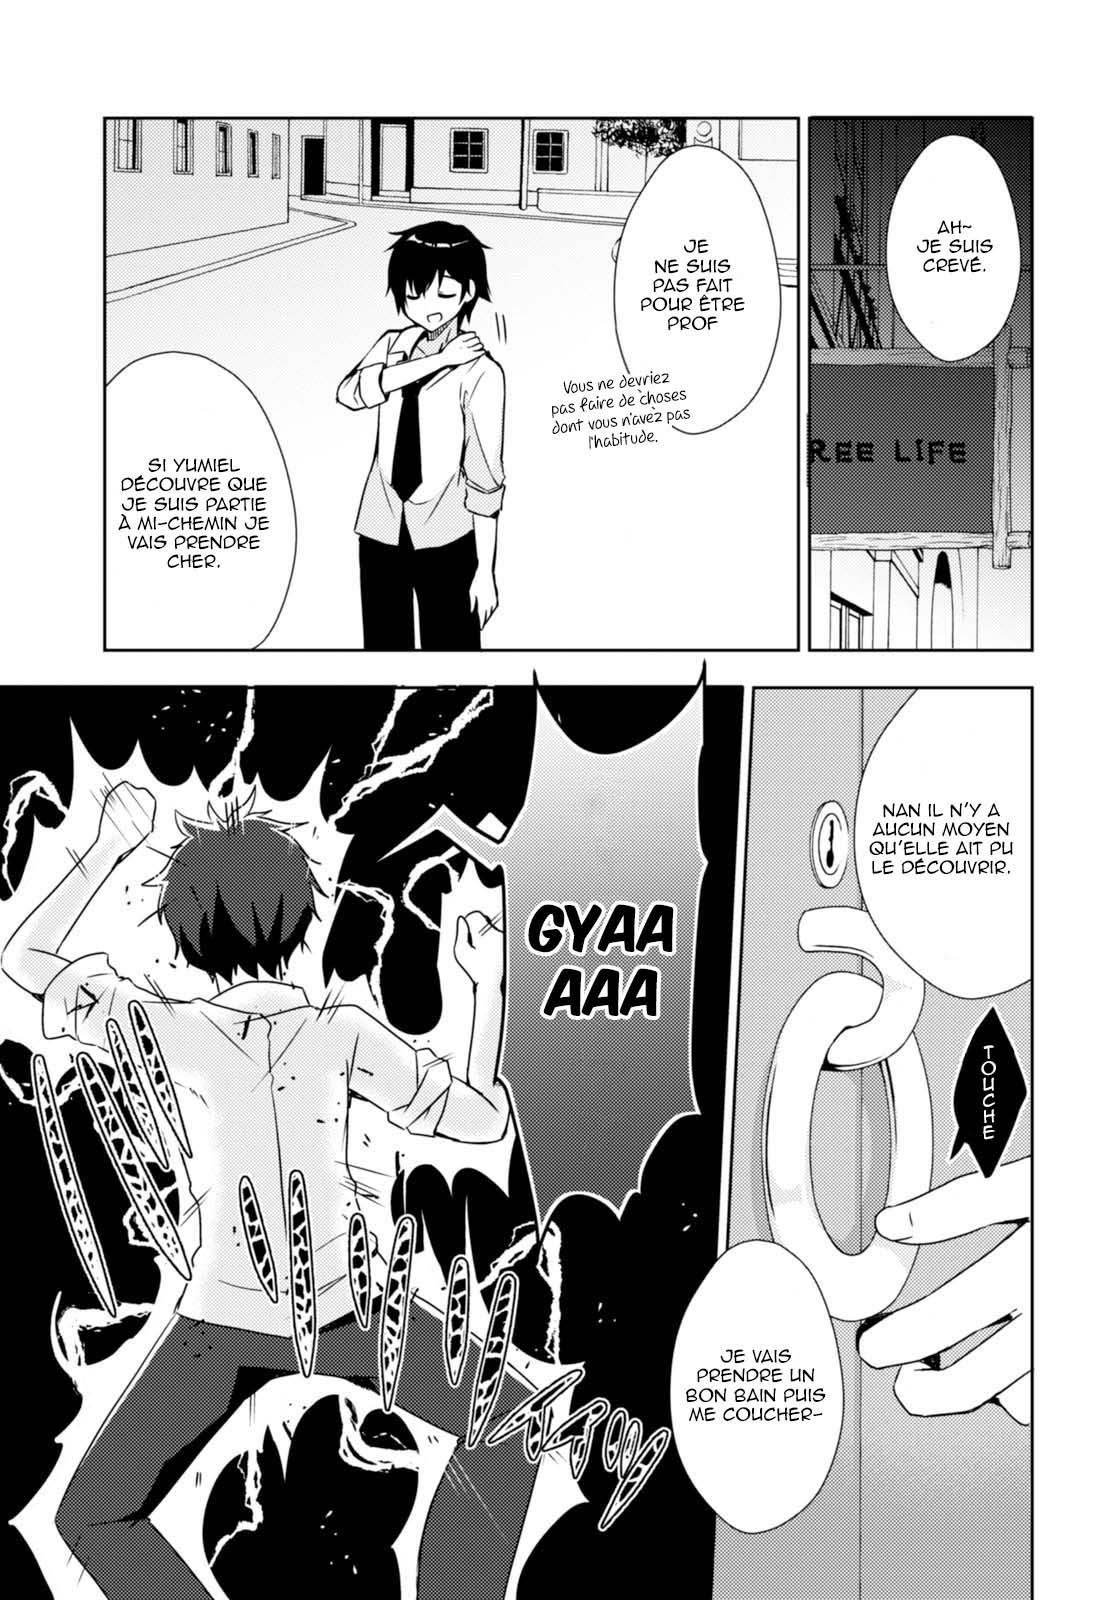 AH~
JE SUIS
CREVÉ.
REE LIFE
JE
NE SUIS
PAS FAIT
POUR ÊTRE
PROF
Vous ne devriez
pas faire de choses
dont vous n'avez pas
l'habitude.
SI YUMIEL
DÉCOUVRE QUE
JE SUIS PARTIE
À MI-CHEMIN JE
VAIS PRENDRE
CHER.
NAN IL N'Y A
AUCUN MOYEN
QU'ELLE AIT PU
LE DÉCOUVRIR.
TOUCHE
JE VAIS
PRENDRE UN
BON BAIN PUIS
ME COUCHER~
GYAA
AAA